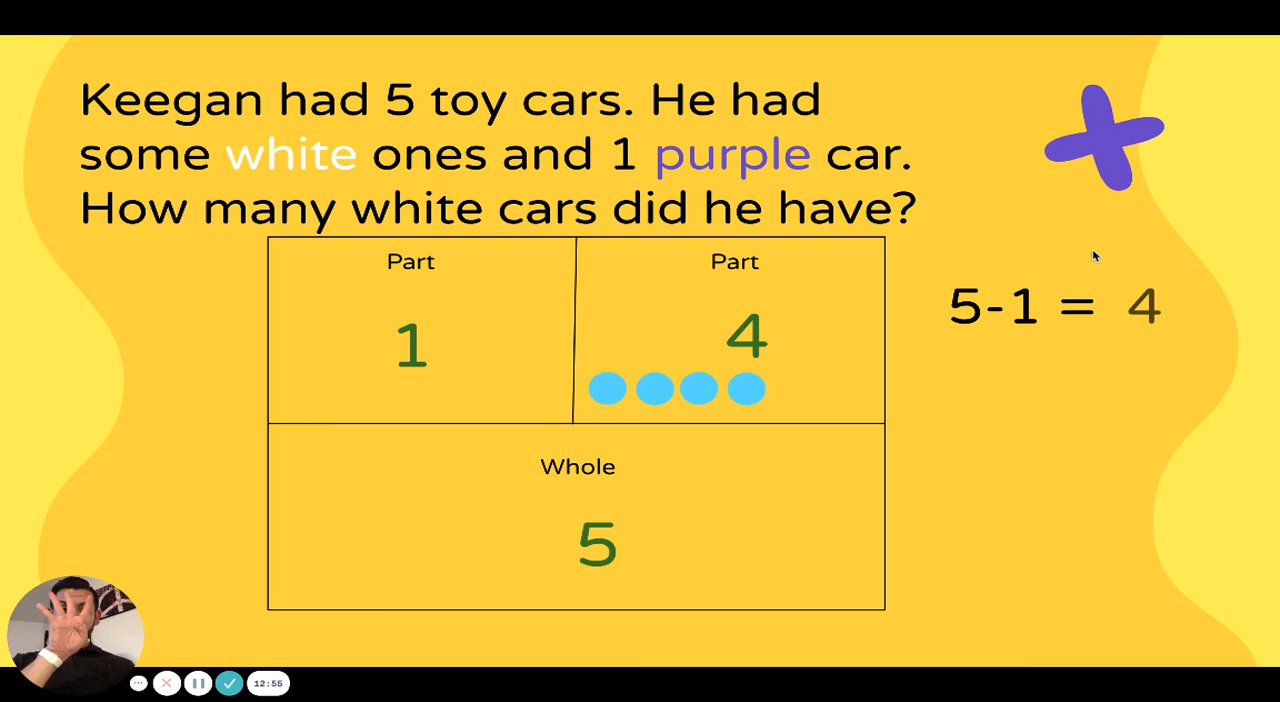 Keegan had 5 toy cars. He had
some white ones and 1 purple car.
How many white cars did he have?
Part
Part
1
4
5-1 = 4
Whole
5
12:55